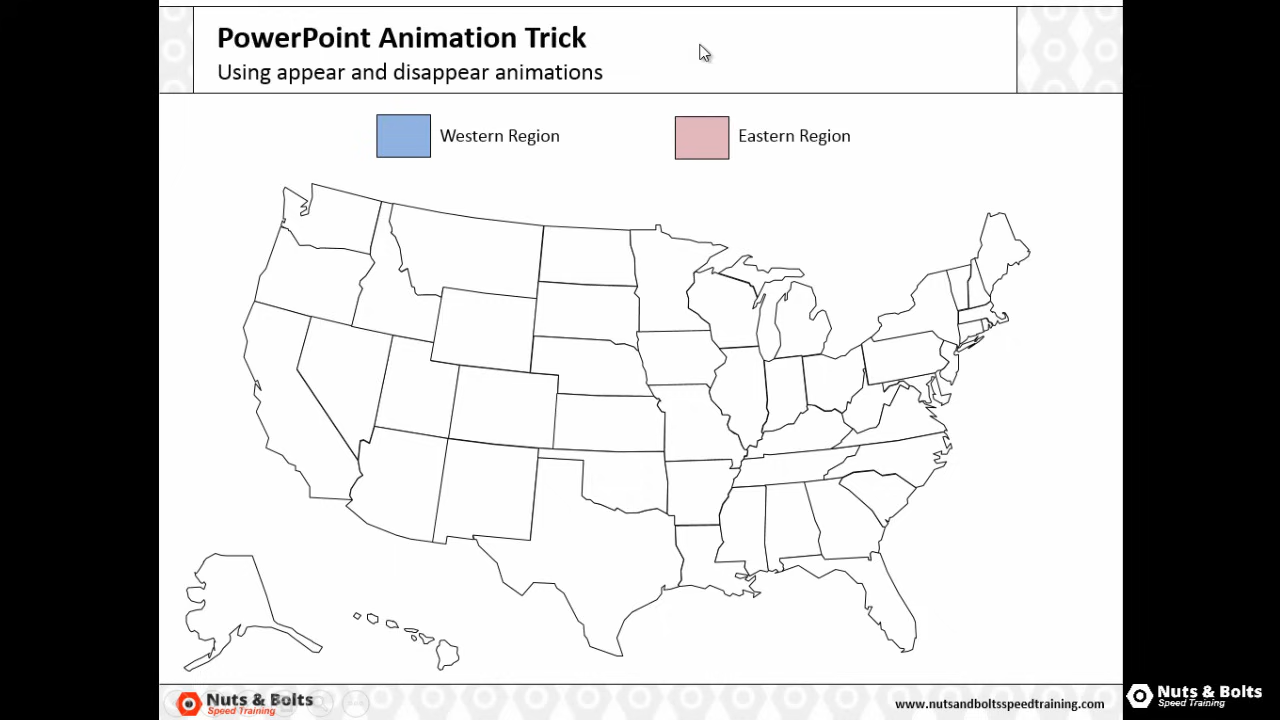 PowerPoint Animation Trick
Using appear and disappear animations
Western Region
Eastern Region
Nuts & Bolts
Speed Training
www.nutsandboltsspeedtraining.com
Nuts & Bolts
Speed Training